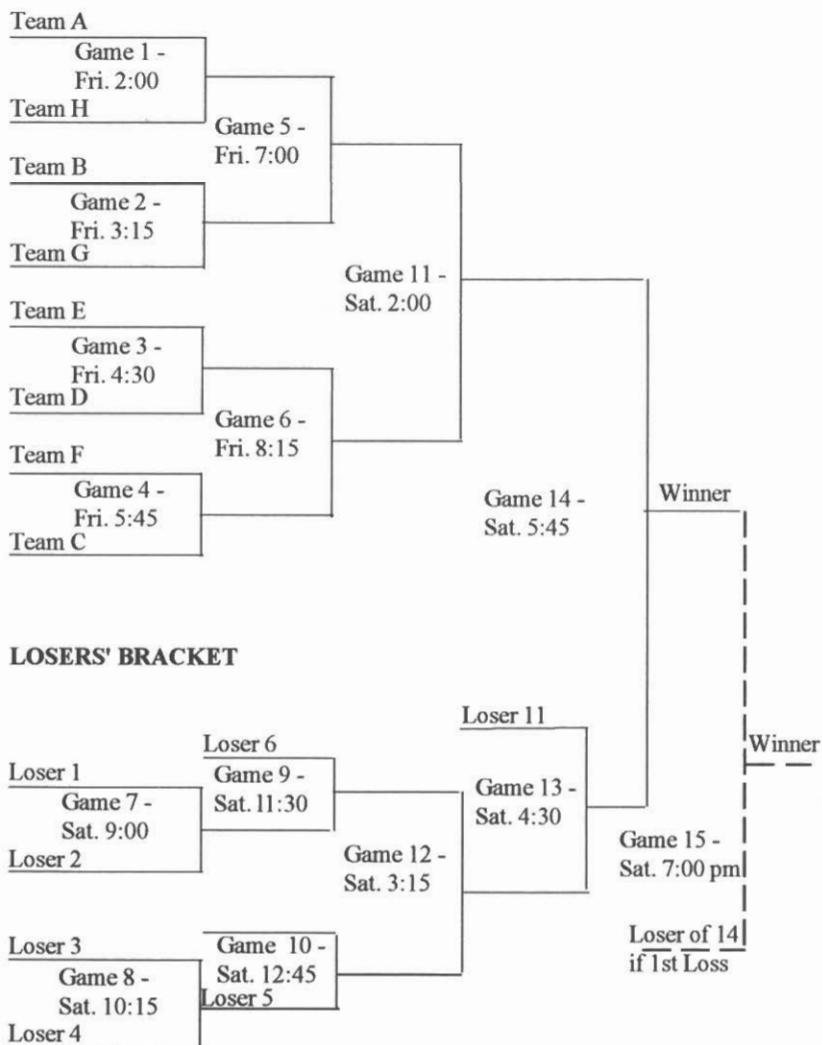 Team A
Game 1 -
Fri. 2:00
Team H
Game 5 -
Fri. 7:00
Team B
Game 2 -
Fri. 3:15
Team G
Game 11 -
Sat. 2:00
Team E
Game 3 -
Fri. 4:30
Team D
Game 6 -
Fri. 8:15
Team F
Game 4 -
Fri. 5:45
Team C
Game 14 -
Sat. 5:45
Winner
LOSERS' BRACKET
Loser 11
Loser 6
Winner
Loser 1
Game 9 -
Sat. 11:30
Game 13 -
Sat. 4:30
Game 7 -
Sat. 9:00
Loser 2
Game 12 -
Sat. 3:15
Game 15 -
Sat. 7:00 pm
Loser 3
Game 10 -
Sat. 12:45
Loser of 14
if 1st Loss
Game 8 -
Sat. 10:15
Loser 5
Loser 4